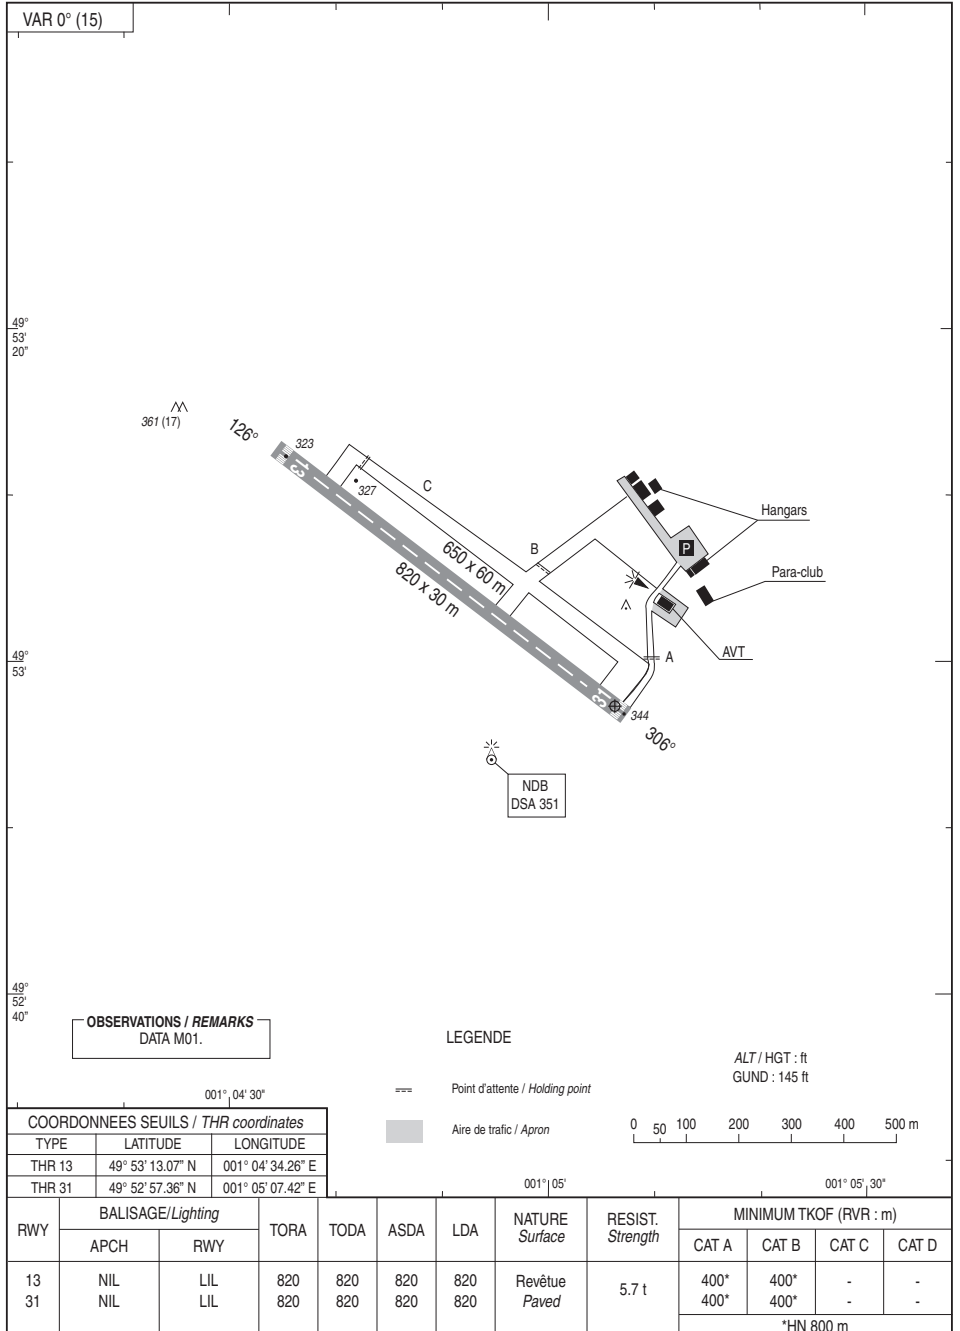 VAR 0° (15)
49°
53'
20"
361 (17)
126°
323
13
327
C
650 x 60 m
820 x 30 m
B
Hangars
P
Para-club
AVT
A
49°
53'
31
344
306°
NDB
DSA 351
49°
52'
40"
OBSERVATIONS / REMARKS
DATA M01.
LEGENDE
Point d'attente / Holding point
Aire de trafic / Apron
ALT / HGT : ft
GUND : 145 ft
0 50 100 200 300 400 500 m
001° 04' 30"
001° 05'
001° 05' 30"
COORDONNEES SEUILS / THR coordinates
TYPE LATITUDE LONGITUDE
THR 13 49° 53' 13.07" N 001° 04' 34.26" E
THR 31 49° 52' 57.36" N 001° 05' 07.42" E
RWY BALISAGE/Lighting TORA TODA ASDA LDA NATURE Surface RESIST. Strength MINIMUM TKOF (RVR : m)
APCH RWY CAT A CAT B CAT C CAT D
13 NIL LIL 820 820 820 820 Revêtue 5.7 t 400* 400* - -
31 NIL LIL 820 820 820 820 Paved 400* 400* - -
*HN 800 m